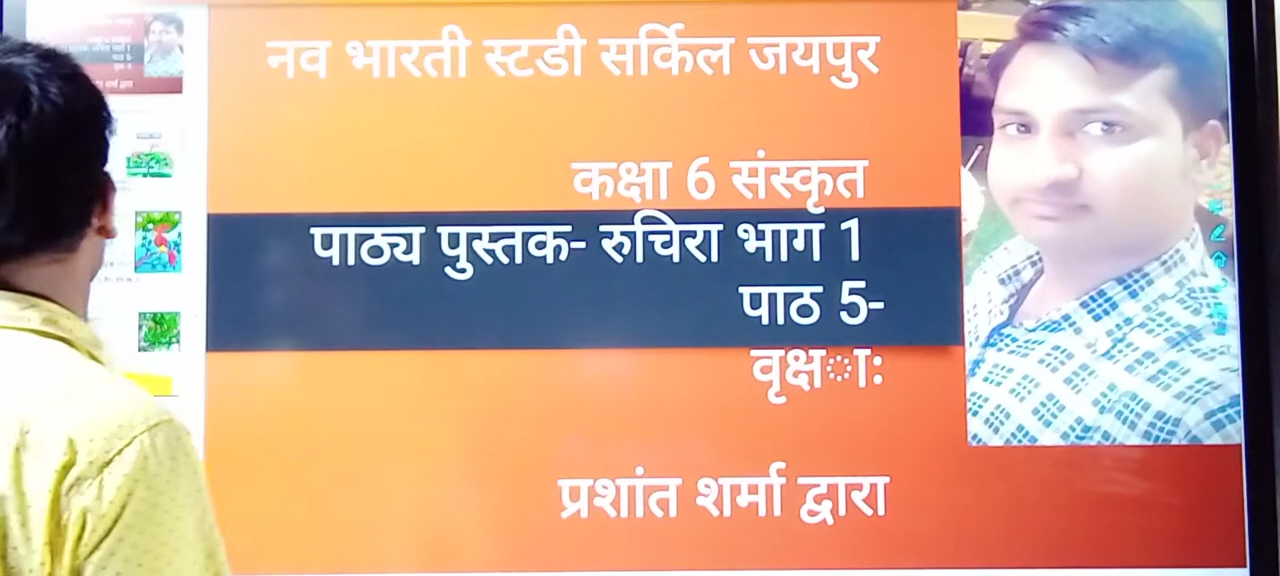 नव भारती स्टडी सर्किल जयपुर
कक्षा 6 संस्कृत
पाठ्य पुस्तक- रुचिरा भाग 1
पाठ 5-
वृक्षाः
प्रशांत शर्मा द्वारा